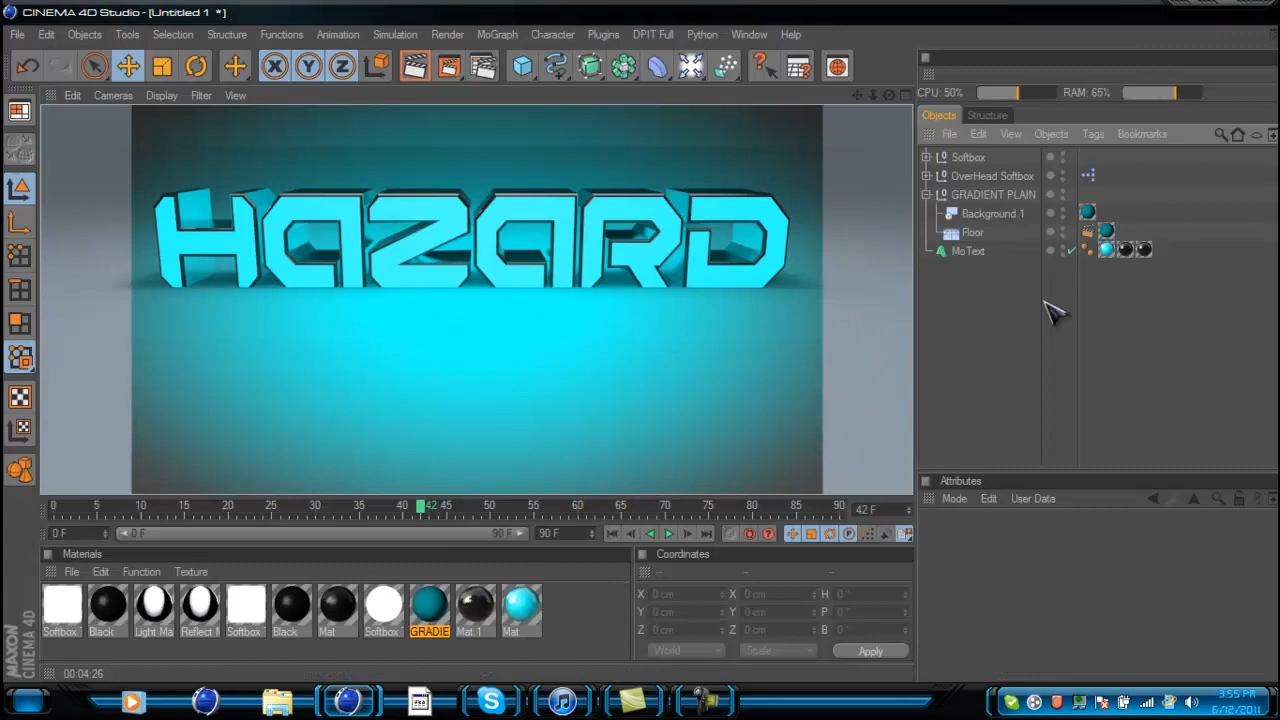 CINEMA 4D Studio - [Untitled 1 *]
File Edit Objects Tools Selection Structure Functions Animation Simulation Render MoGraph Character Plugins DPIT Full Python Window Help
X Y Z
Edit Cameras Display Filter View
CPU: 50% RAM: 65%
Objects Structure
File Edit View Objects Tags Bookmarks
Softbox
OverHead Softbox
GRADIENT PLAIN
Background.1
Floor
MoText
HAZARD
Attributes
Mode Edit User Data
0 5 10 15 20 25 30 35 40 42 45 50 55 60 65 70 75 80 85 90 42 F
0 F 0 F 90 F 90 F
Materials
File Edit Function Texture
Softbox Black Light Ma Reflect M Softbox Black Mat Softbox GRADIE Mat.1 Mat
Coordinates
-- -- --
X 0 cm X 0 cm H 0 °
Y 0 cm Y 0 cm P 0 °
Z 0 cm Z 0 cm B 0 °
World Scale Apply
MAXON
CINEMA 4D
00:04:26
3:55 PM
6/12/2011